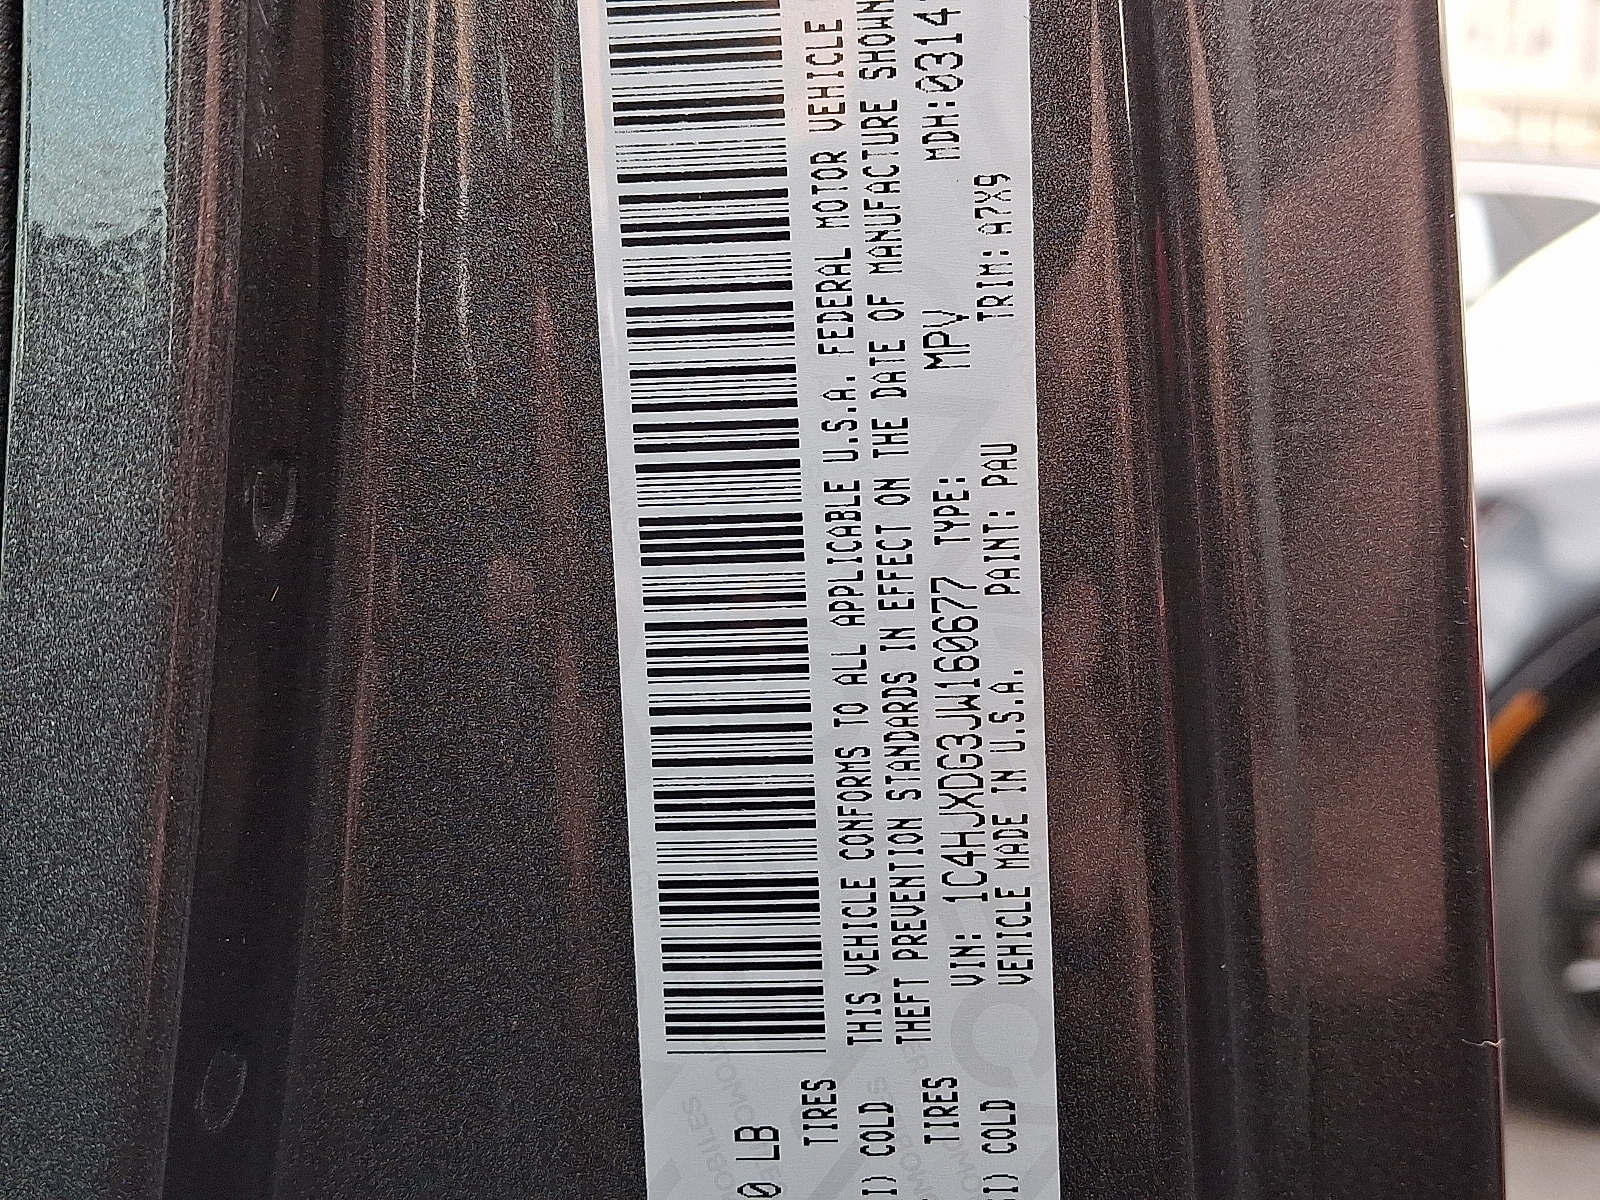 0 LB
TIRES
I) COLD
TIRES
SI) COLD
THIS VEHICLE CONFORMS TO ALL APPLICABLE U.S.A. FEDERAL MOTOR VEHICLE
THEFT PREVENTION STANDARDS IN EFFECT ON THE DATE OF MANUFACTURE SHOWN
VIN: 1C4HJXDG3JW160677 TYPE: MPV MDH:0314
VEHICLE MADE IN U.S.A. PAINT: PAU TRIM: A7X9